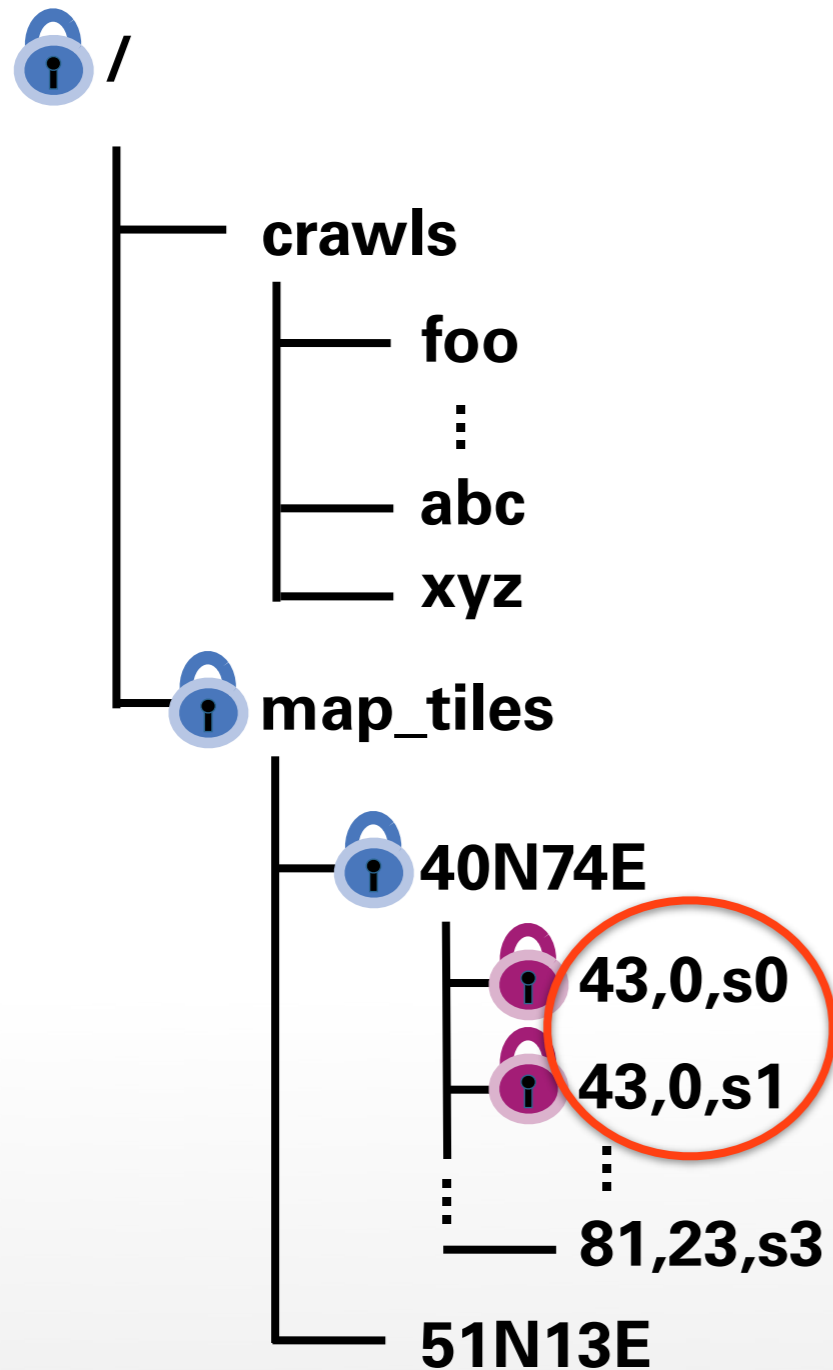 /
crawls
foo
abc
xyz
map_tiles
40N74E
43,0,s0
43,0,s1
81,23,s3
51N13E